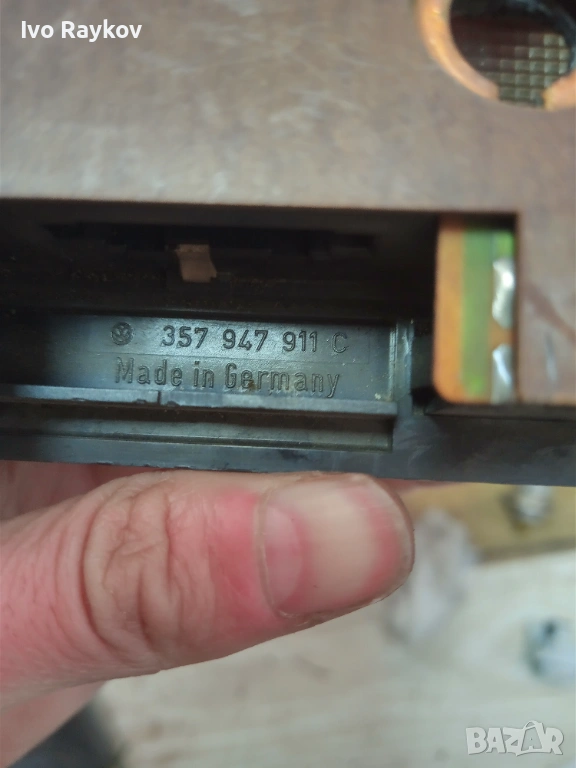 Ivo Raykov
357 947 911 C
Made in Germany
BAZAR